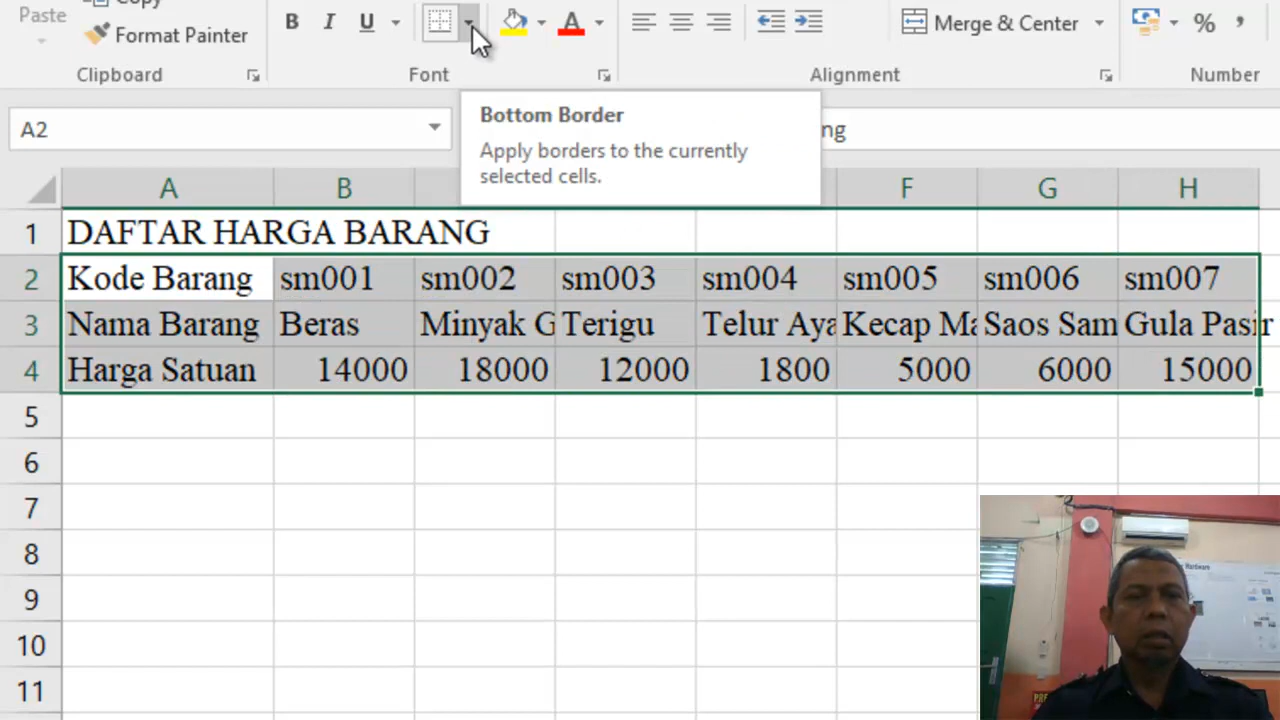 Paste
Copy
Format Painter
B I U
A
Merge & Center
% ,
Clipboard
Font
Alignment
Number
A2
ng
Bottom Border
Apply borders to the currently
selected cells.
A B F G H
1 DAFTAR HARGA BARANG
2 Kode Barang sm001 sm002 sm003 sm004 sm005 sm006 sm007
3 Nama Barang Beras Minyak G Terigu Telur Aya Kecap Ma Saos Sam Gula Pasir
4 Harga Satuan 14000 18000 12000 1800 5000 6000 15000
5
6
7
8
9
10
11